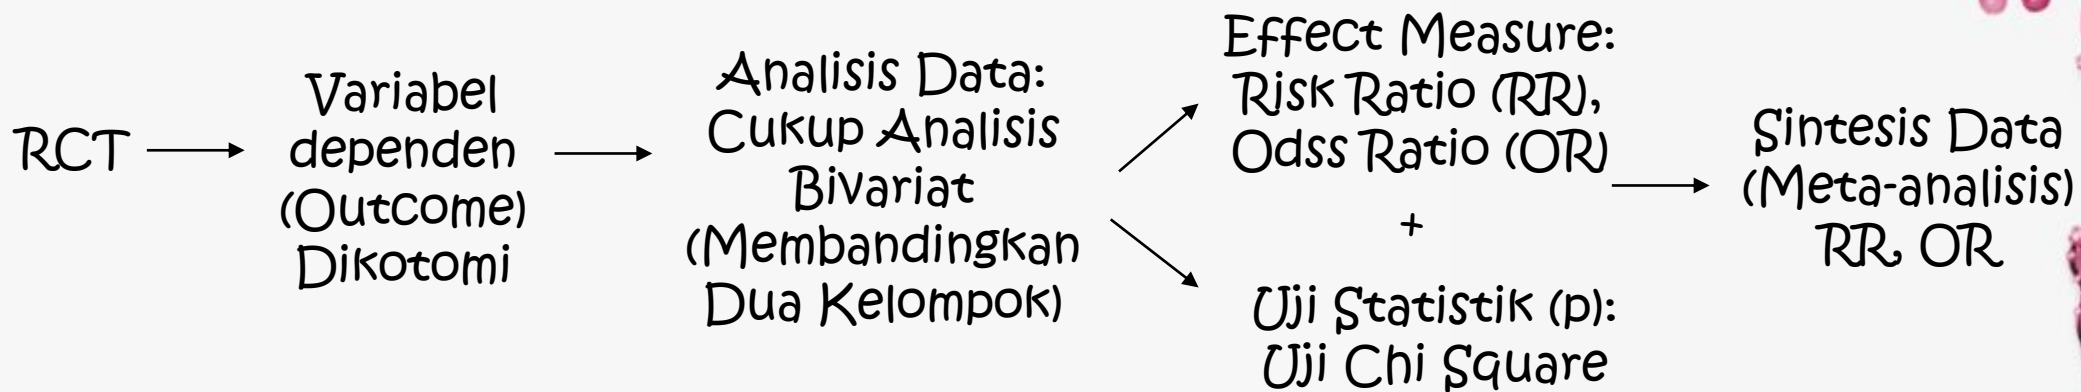 RCT
Variabel
dependen
(Outcome)
Dikotomi
Analisis Data:
Cukup Analisis
Bivariat
(Membandingkan
Dua Kelompok)
Effect Measure:
Risk Ratio (RR),
Odss Ratio (OR)
+
Uji Statistik (p):
Uji Chi Square
Sintesis Data
(Meta-analisis)
RR, OR